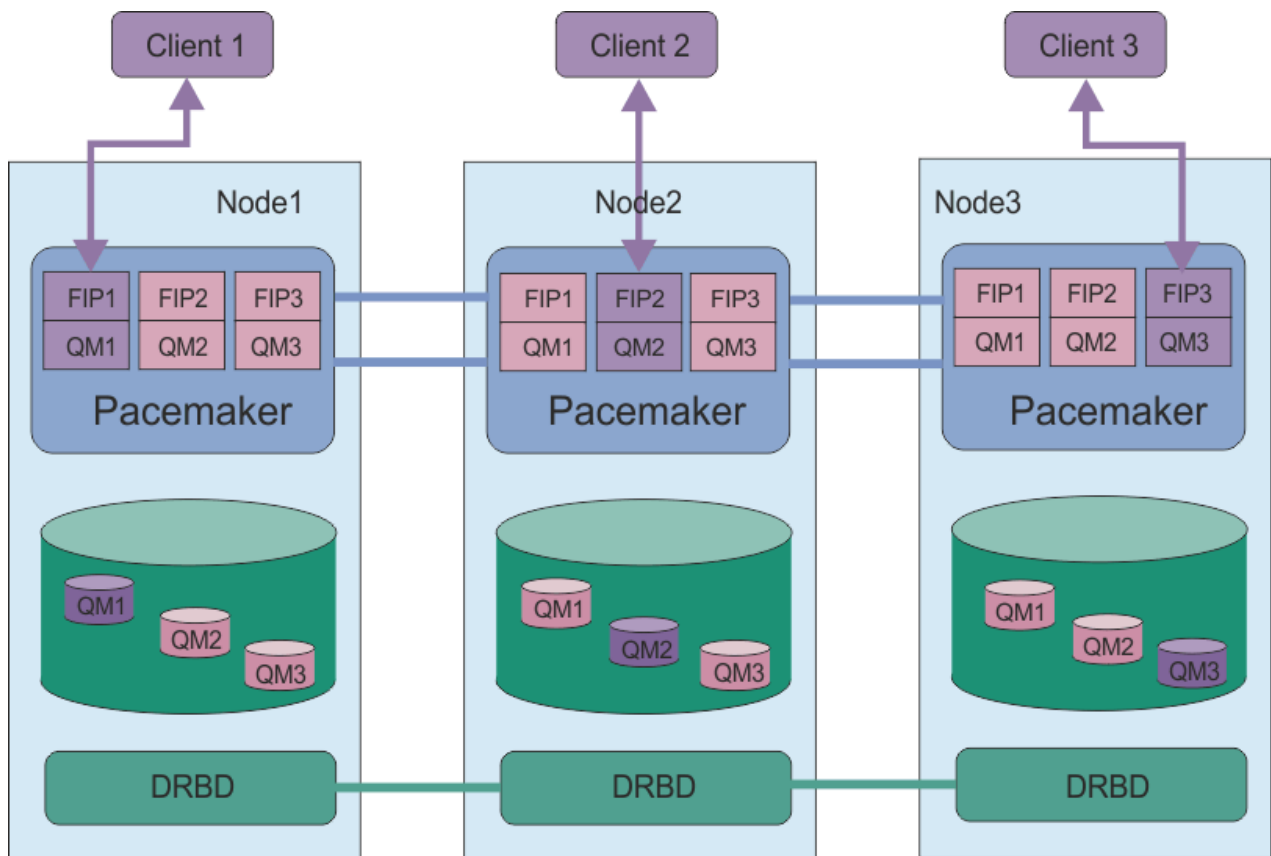 Client 1
Client 2
Client 3
Node1
Node2
Node3
FIP1 FIP2 FIP3
QM1 QM2 QM3
Pacemaker
FIP1 FIP2 FIP3
QM1 QM2 QM3
Pacemaker
FIP1 FIP2 FIP3
QM1 QM2 QM3
Pacemaker
QM1
QM2
QM3
QM1
QM2
QM3
QM1
QM2
QM3
DRBD
DRBD
DRBD